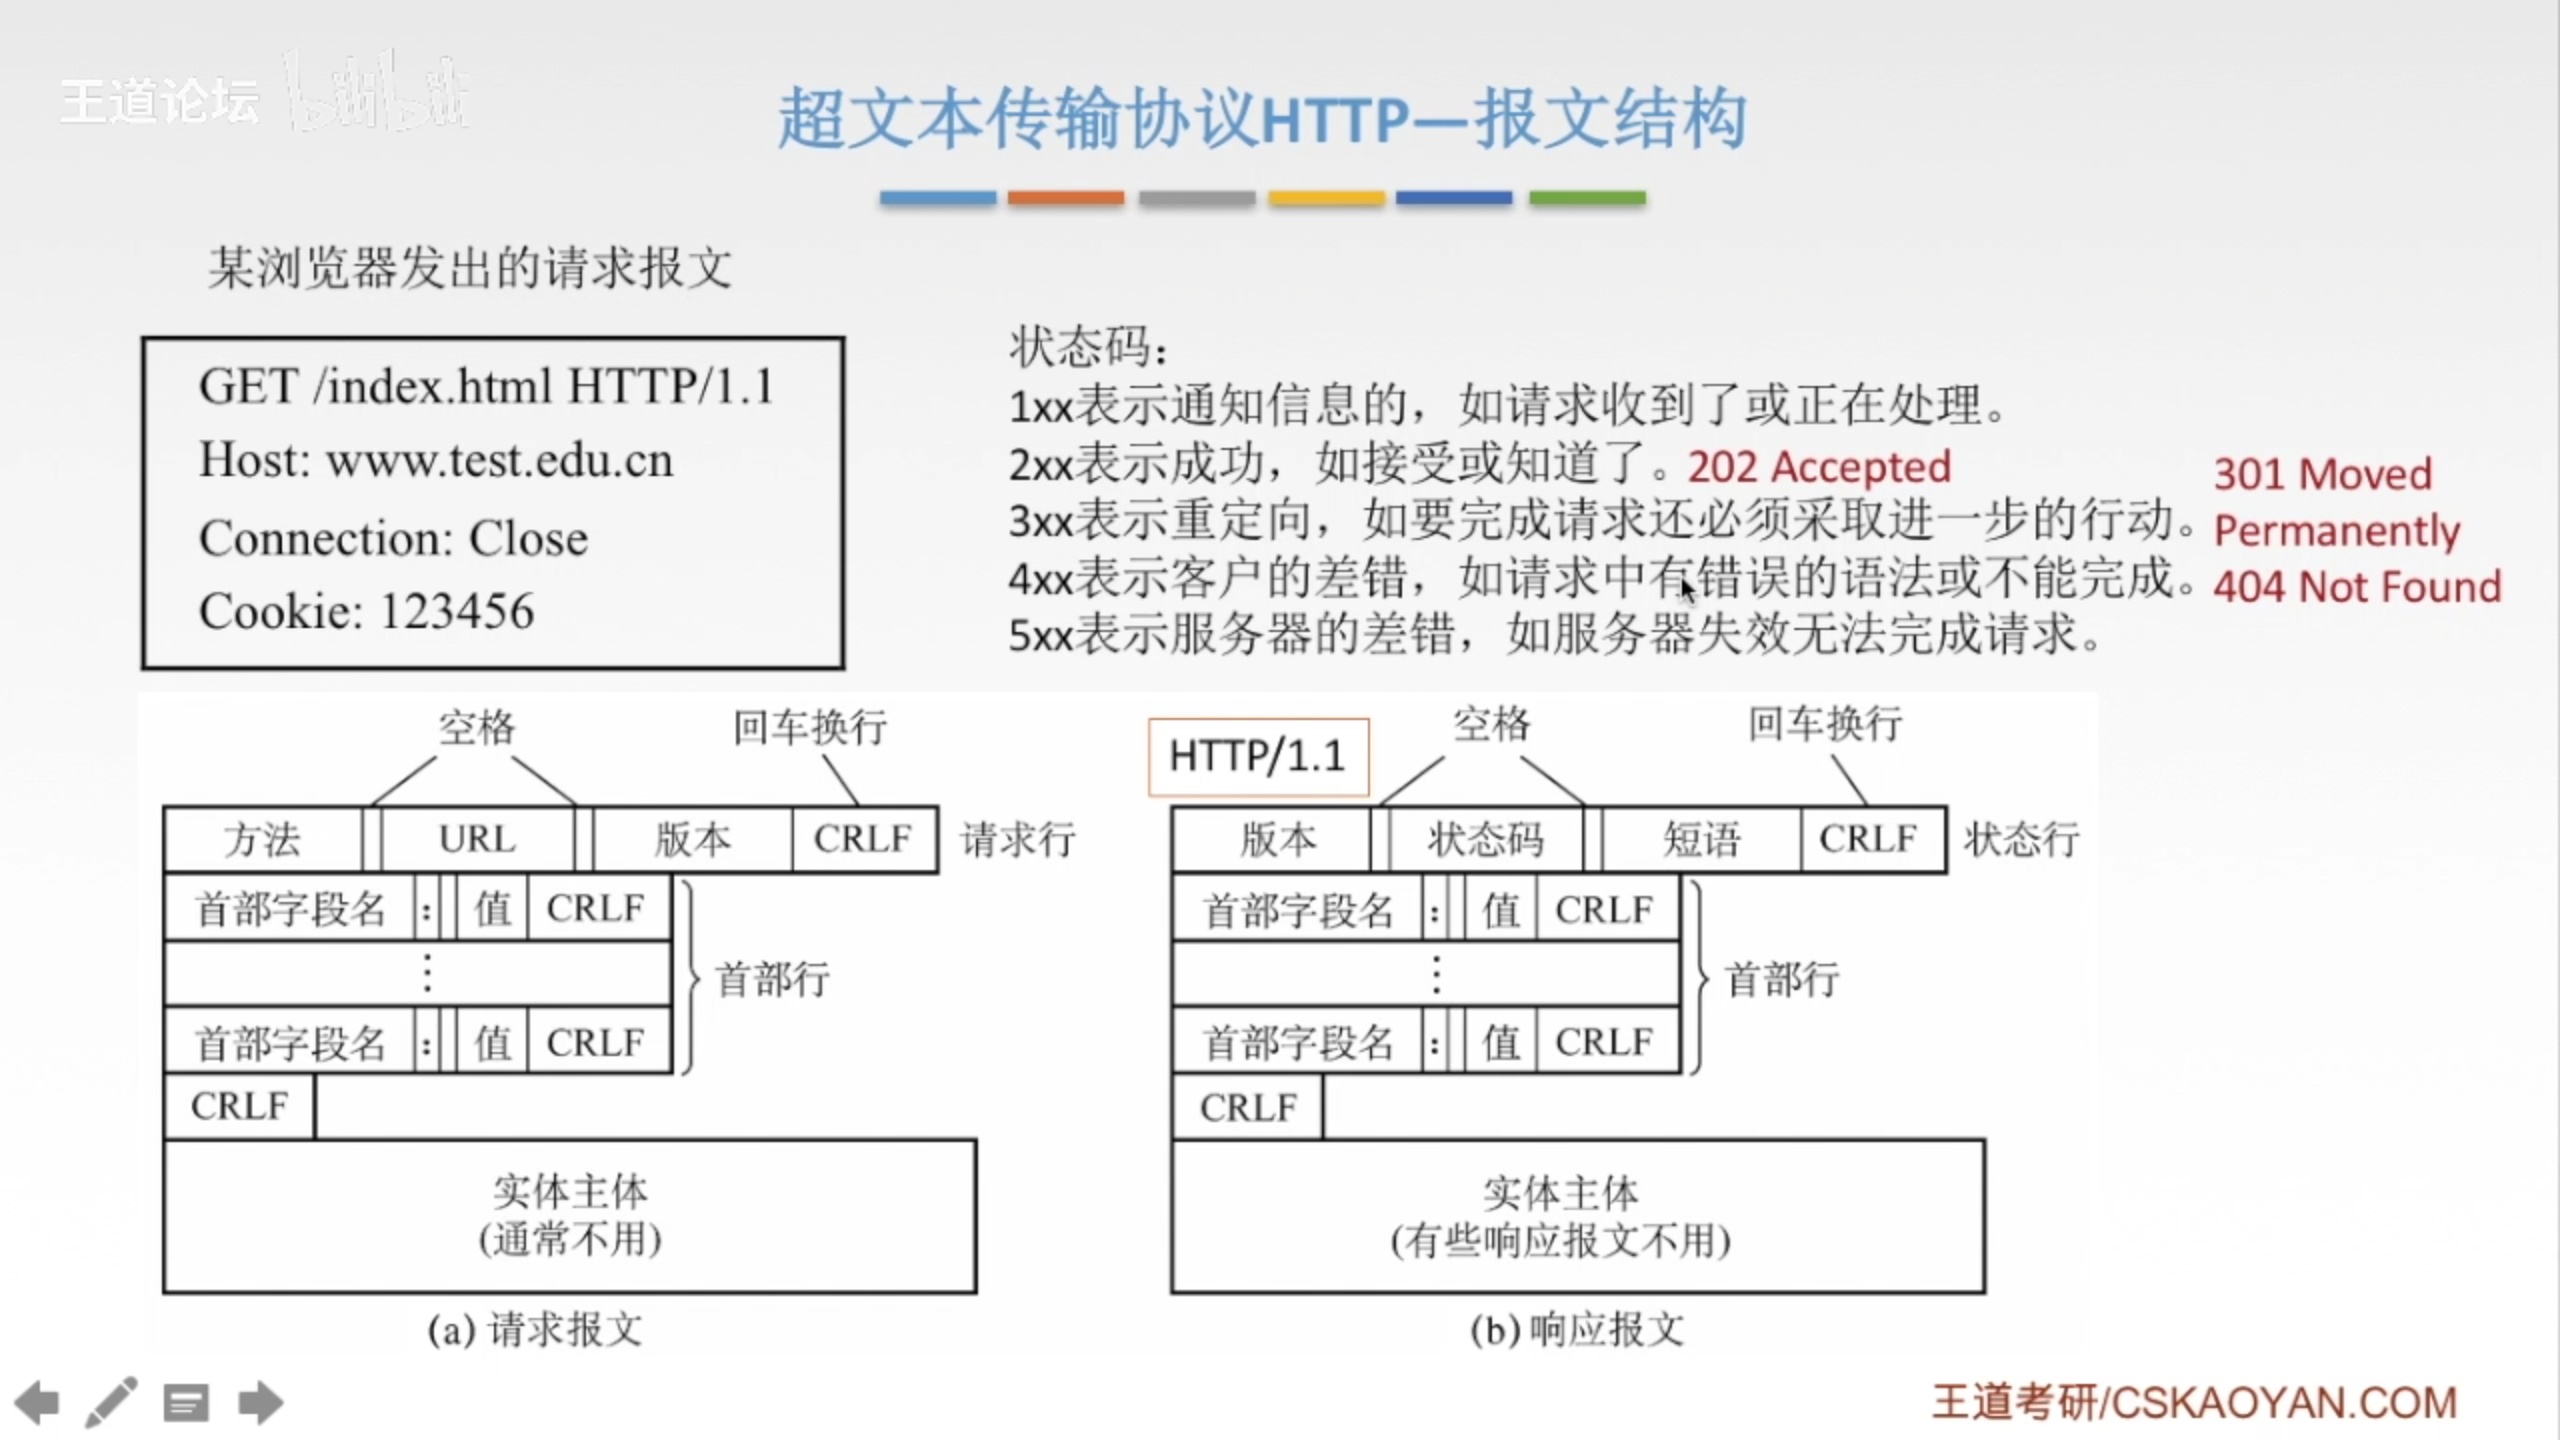 王道论坛 bilibili
超文本传输协议HTTP—报文结构
某浏览器发出的请求报文
GET /index.html HTTP/1.1
Host: www.test.edu.cn
Connection: Close
Cookie: 123456
状态码：
1xx表示通知信息的，如请求收到了或正在处理。
2xx表示成功，如接受或知道了。202 Accepted
3xx表示重定向，如要完成请求还必须采取进一步的行动。
301 Moved
Permanently
4xx表示客户的差错，如请求中有错误的语法或不能完成。404 Not Found
5xx表示服务器的差错，如服务器失效无法完成请求。
空格 回车换行
方法 URL 版本 CRLF 请求行
首部字段名 : 值 CRLF
⋮ 首部行
首部字段名 : 值 CRLF
CRLF
实体主体
(通常不用)
(a) 请求报文
HTTP/1.1
空格 回车换行
版本 状态码 短语 CRLF 状态行
首部字段名 : 值 CRLF
⋮ 首部行
首部字段名 : 值 CRLF
CRLF
实体主体
(有些响应报文不用)
(b) 响应报文
王道考研/CSKAOYAN.COM